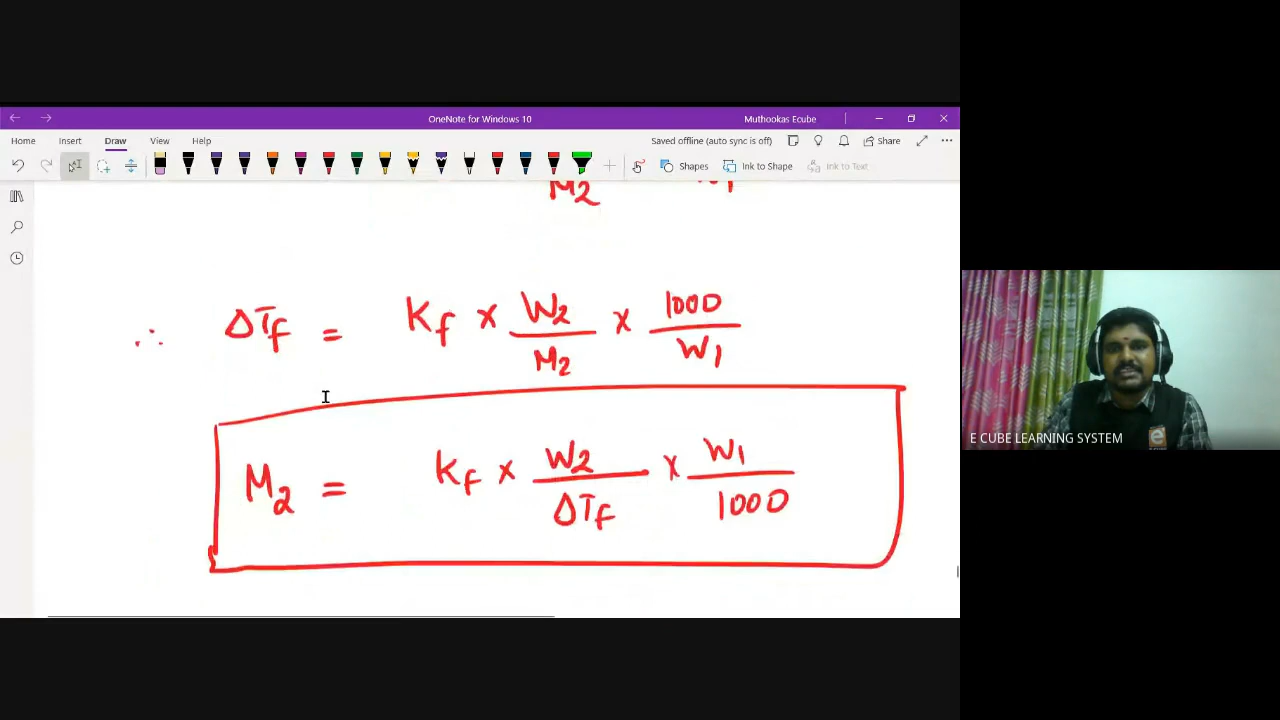 OneNote for Windows 10
Muthookas Ecube
Home Insert Draw View Help
Saved offline (auto sync is off)
Share
Shapes
Ink to Shape
Ink to Text
M2
∴ ΔTf = Kf × W2/M2 × 1000/W1
M2 = Kf × W2/ΔTf × W1/1000
E CUBE LEARNING SYSTEM